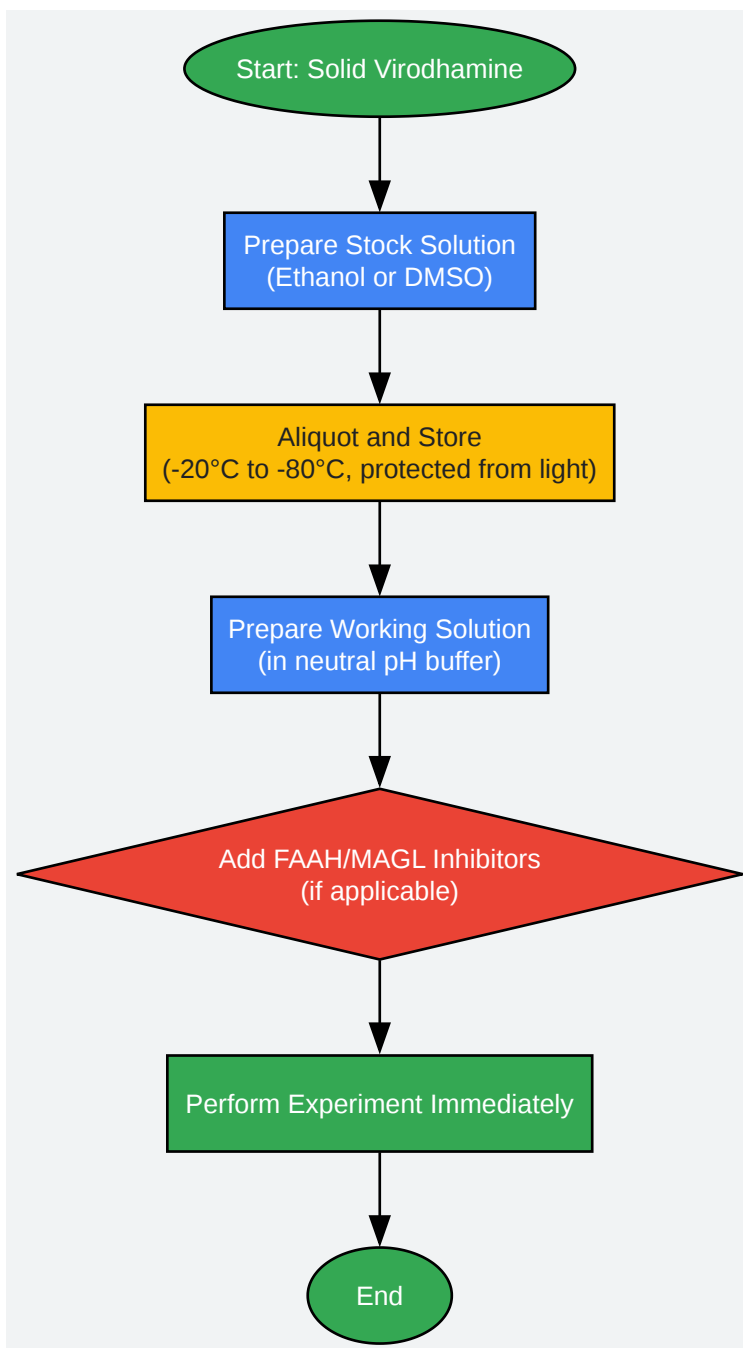 Start: Solid Virodhamine
Prepare Stock Solution
(Ethanol or DMSO)
Aliquot and Store
(-20°C to -80°C, protected from light)
Prepare Working Solution
(in neutral pH buffer)
Add FAAH/MAGL Inhibitors
(if applicable)
Perform Experiment Immediately
End